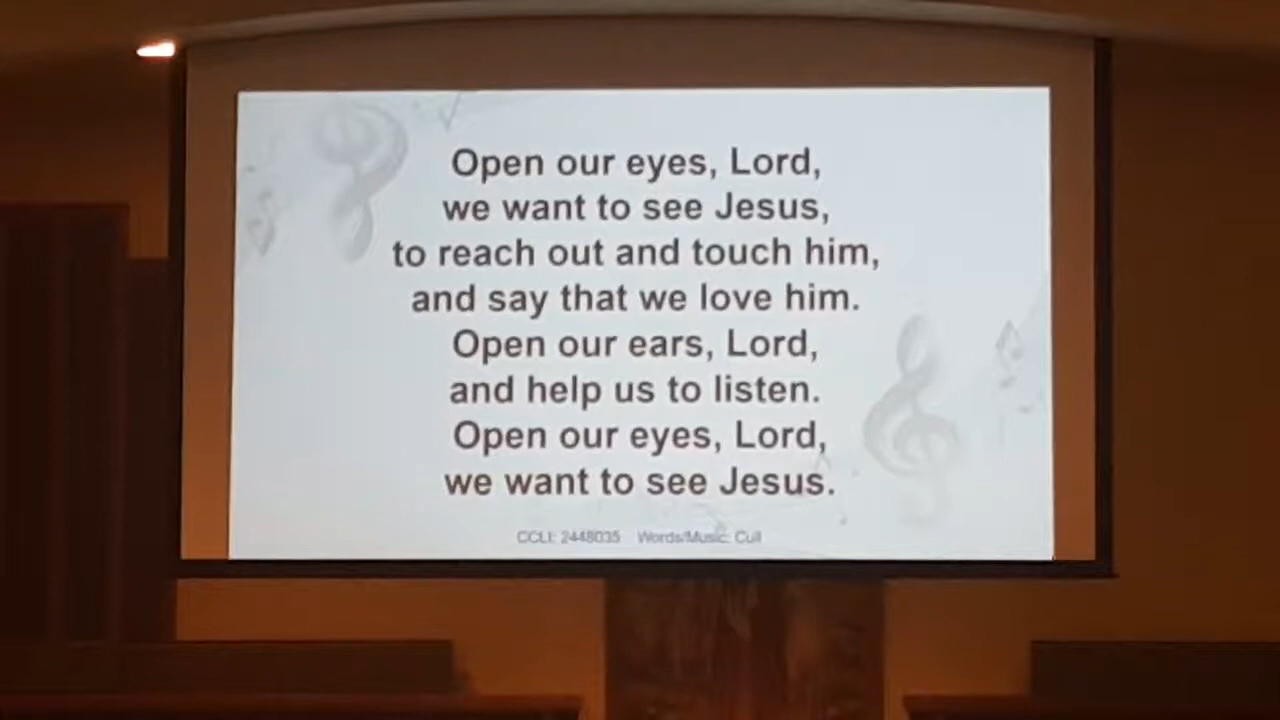 Open our eyes, Lord,
we want to see Jesus,
to reach out and touch him,
and say that we love him.
Open our ears, Lord,
and help us to listen.
Open our eyes, Lord,
we want to see Jesus.
CCLI: 2448035 Words/Music: Cull